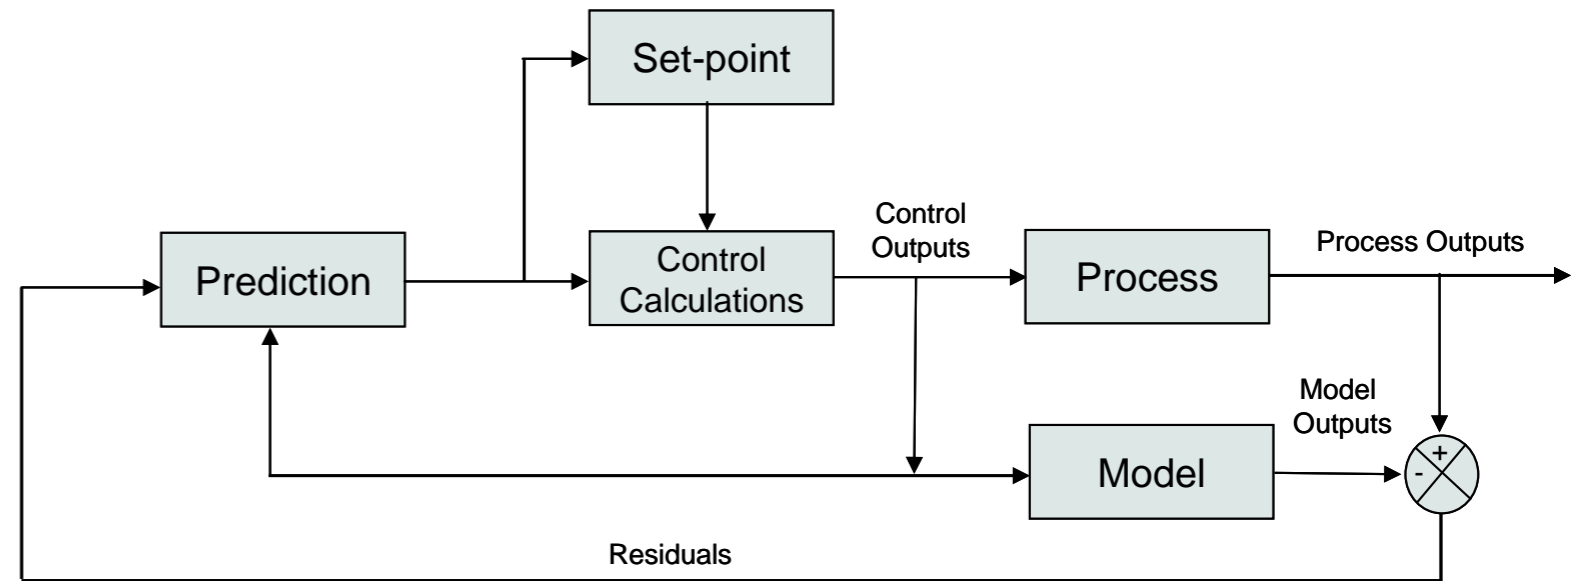 Set-point
Control
Outputs
Process Outputs
Prediction
Control
Calculations
Process
Model
Outputs
+
-
Model
Residuals